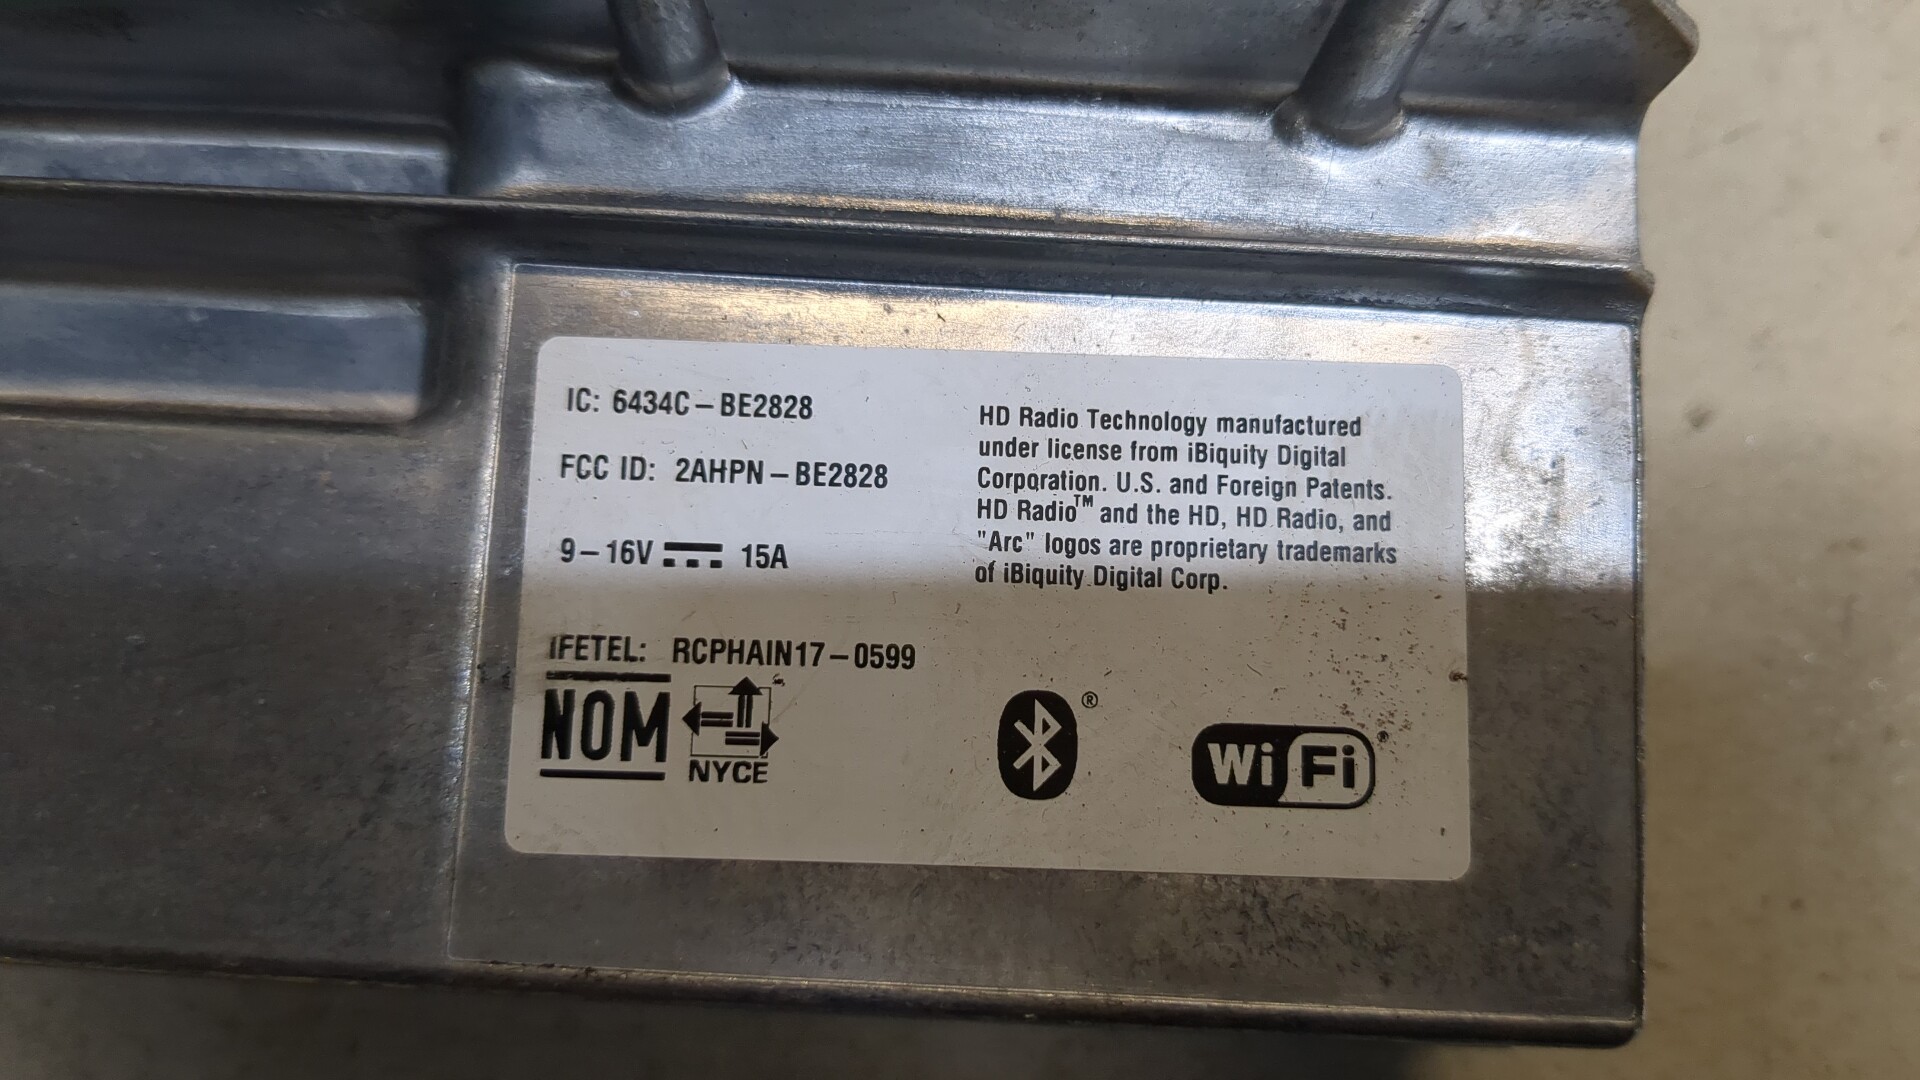 IC: 6434C-BE2828
FCC ID: 2AHPN-BE2828
9-16V 15A
IFETEL: RCPHAIN17-0599
NOM
NYCE
HD Radio Technology manufactured
under license from iBiquity Digital
Corporation. U.S. and Foreign Patents.
HD Radio™ and the HD, HD Radio, and
"Arc" logos are proprietary trademarks
of iBiquity Digital Corp.
®
Wi Fi®